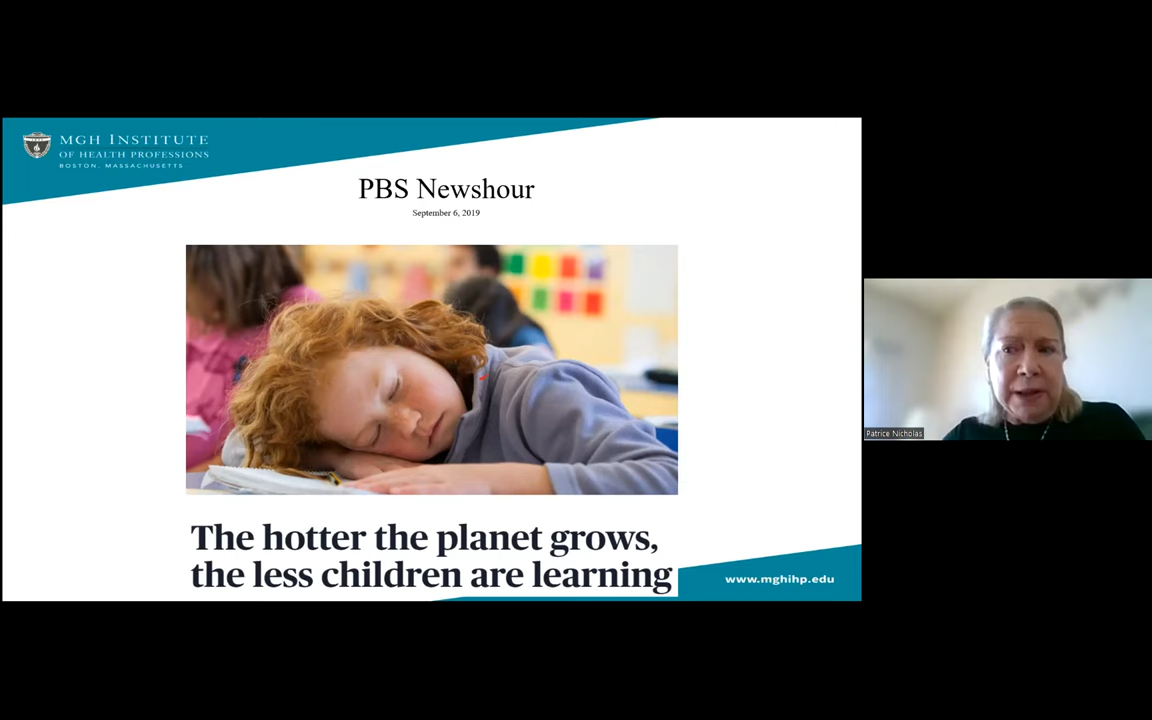 MGH INSTITUTE
OF HEALTH PROFESSIONS
BOSTON, MASSACHUSETTS
PBS Newshour
September 6, 2019
The hotter the planet grows,
the less children are learning
www.mghihp.edu
Patrice Nicholas